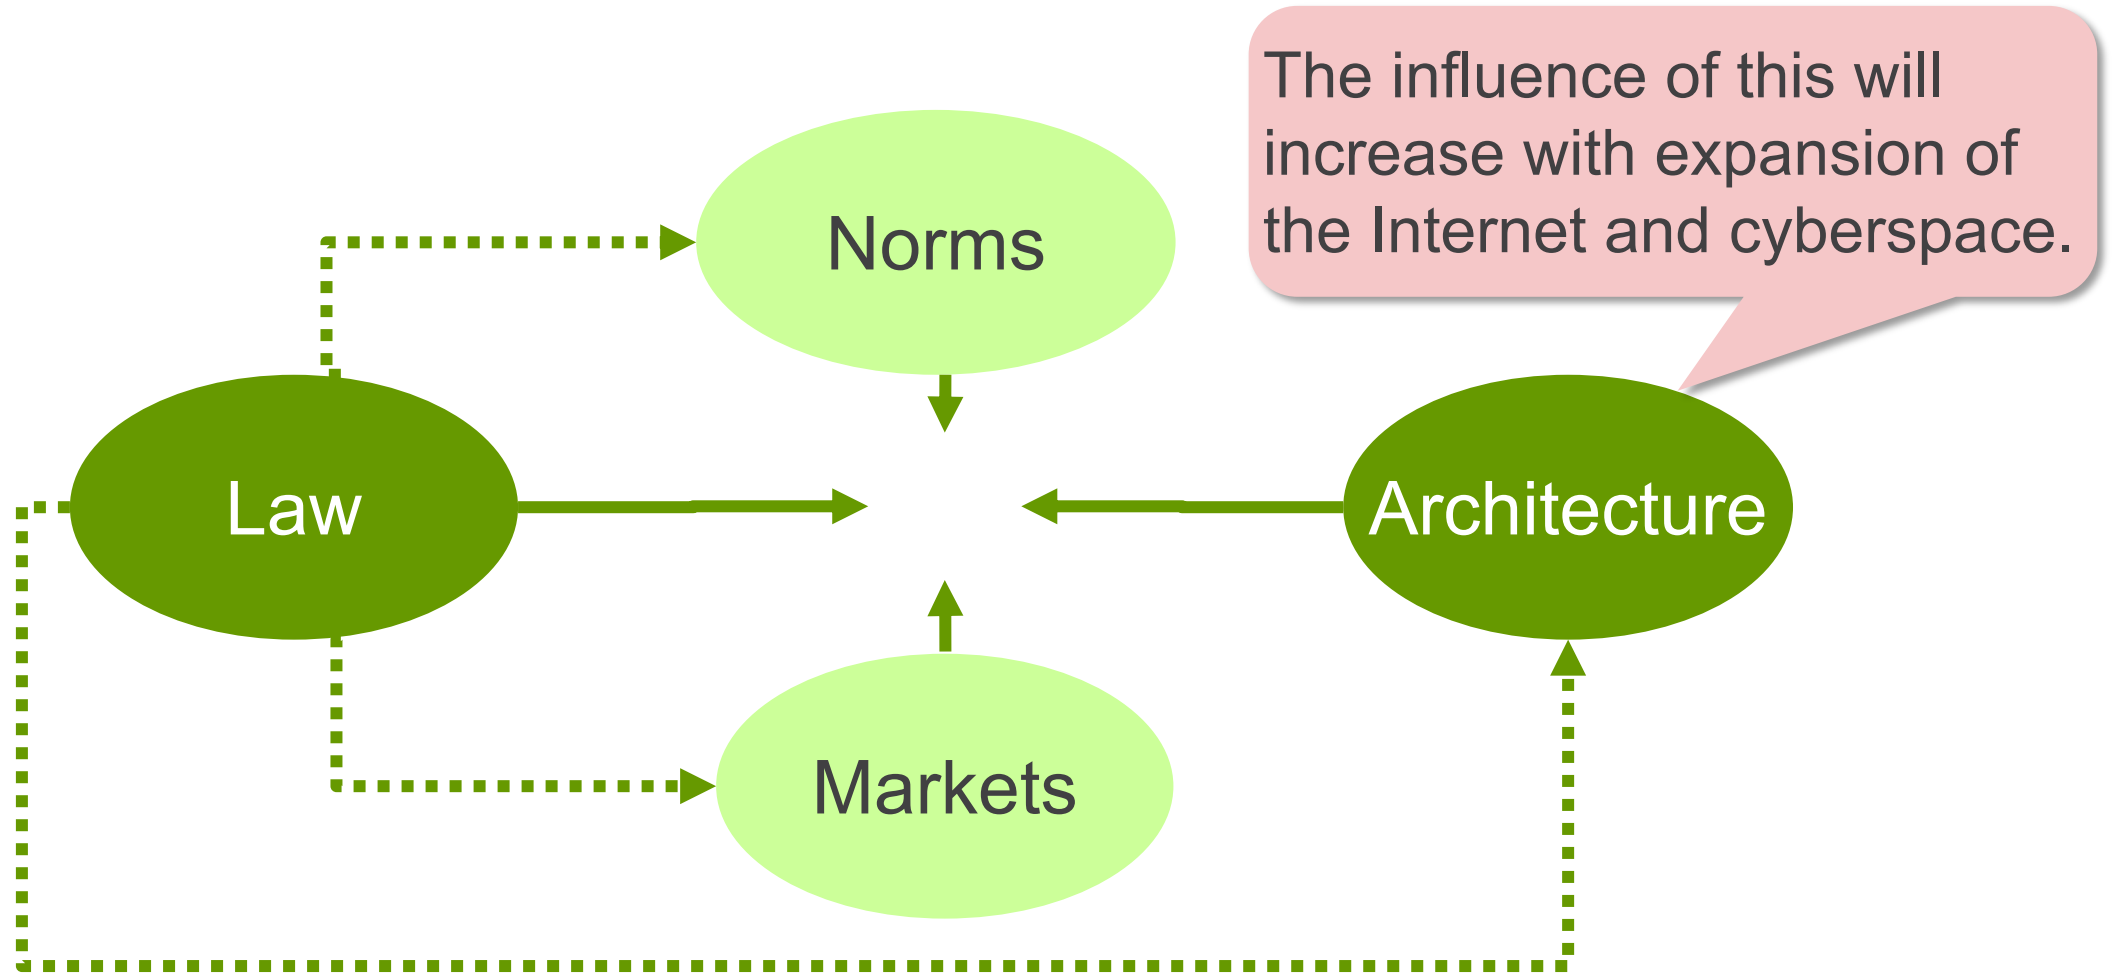 The influence of this will
increase with expansion of
the Internet and cyberspace.
Norms
Law
Architecture
Markets